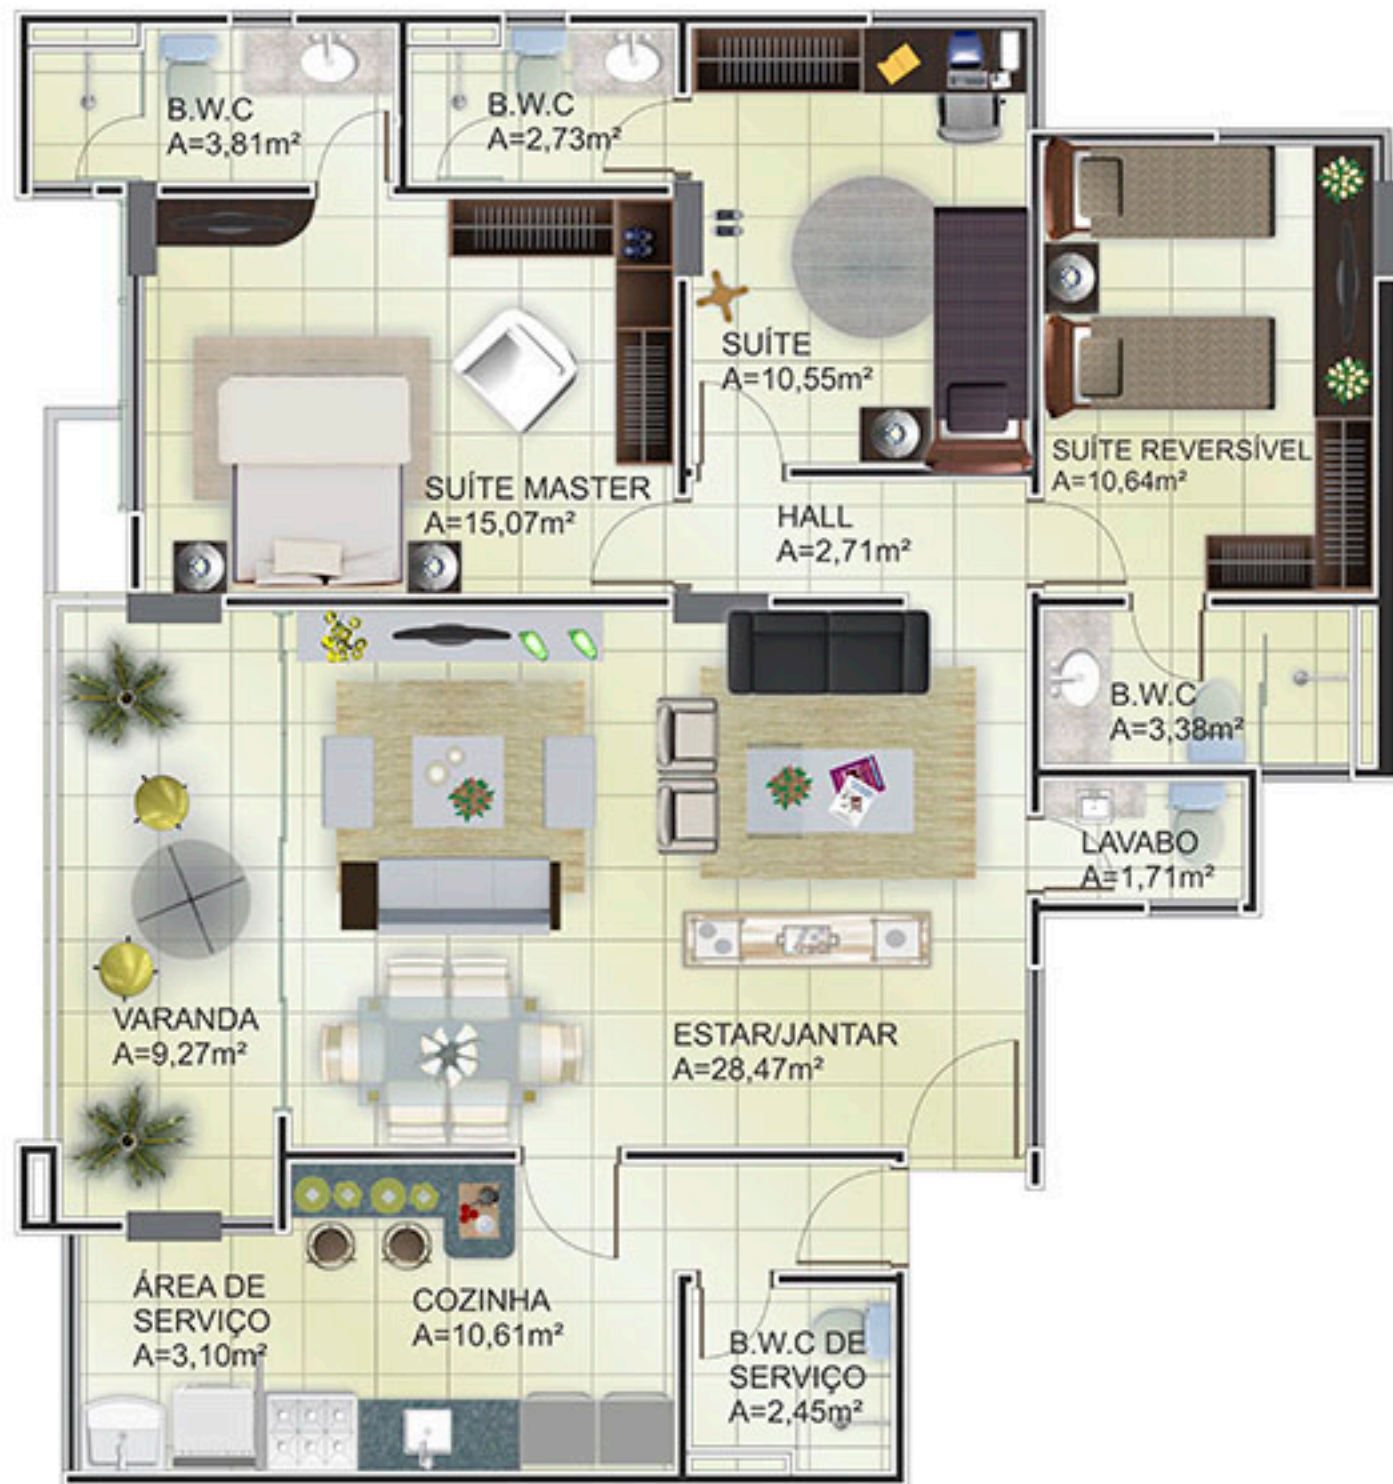 B.W.C
A=3,81m²
B.W.C
A=2,73m²
SUÍTE
A=10,55m²
SUÍTE REVERSÍVEL
A=10,64m²
SUÍTE MASTER
A=15,07m²
HALL
A=2,71m²
B.W.C
A=3,38m²
LAVABO
A=1,71m²
VARANDA
A=9,27m²
ESTAR/JANTAR
A=28,47m²
ÁREA DE
SERVIÇO
A=3,10m²
COZINHA
A=10,61m²
B.W.C DE
SERVIÇO
A=2,45m²